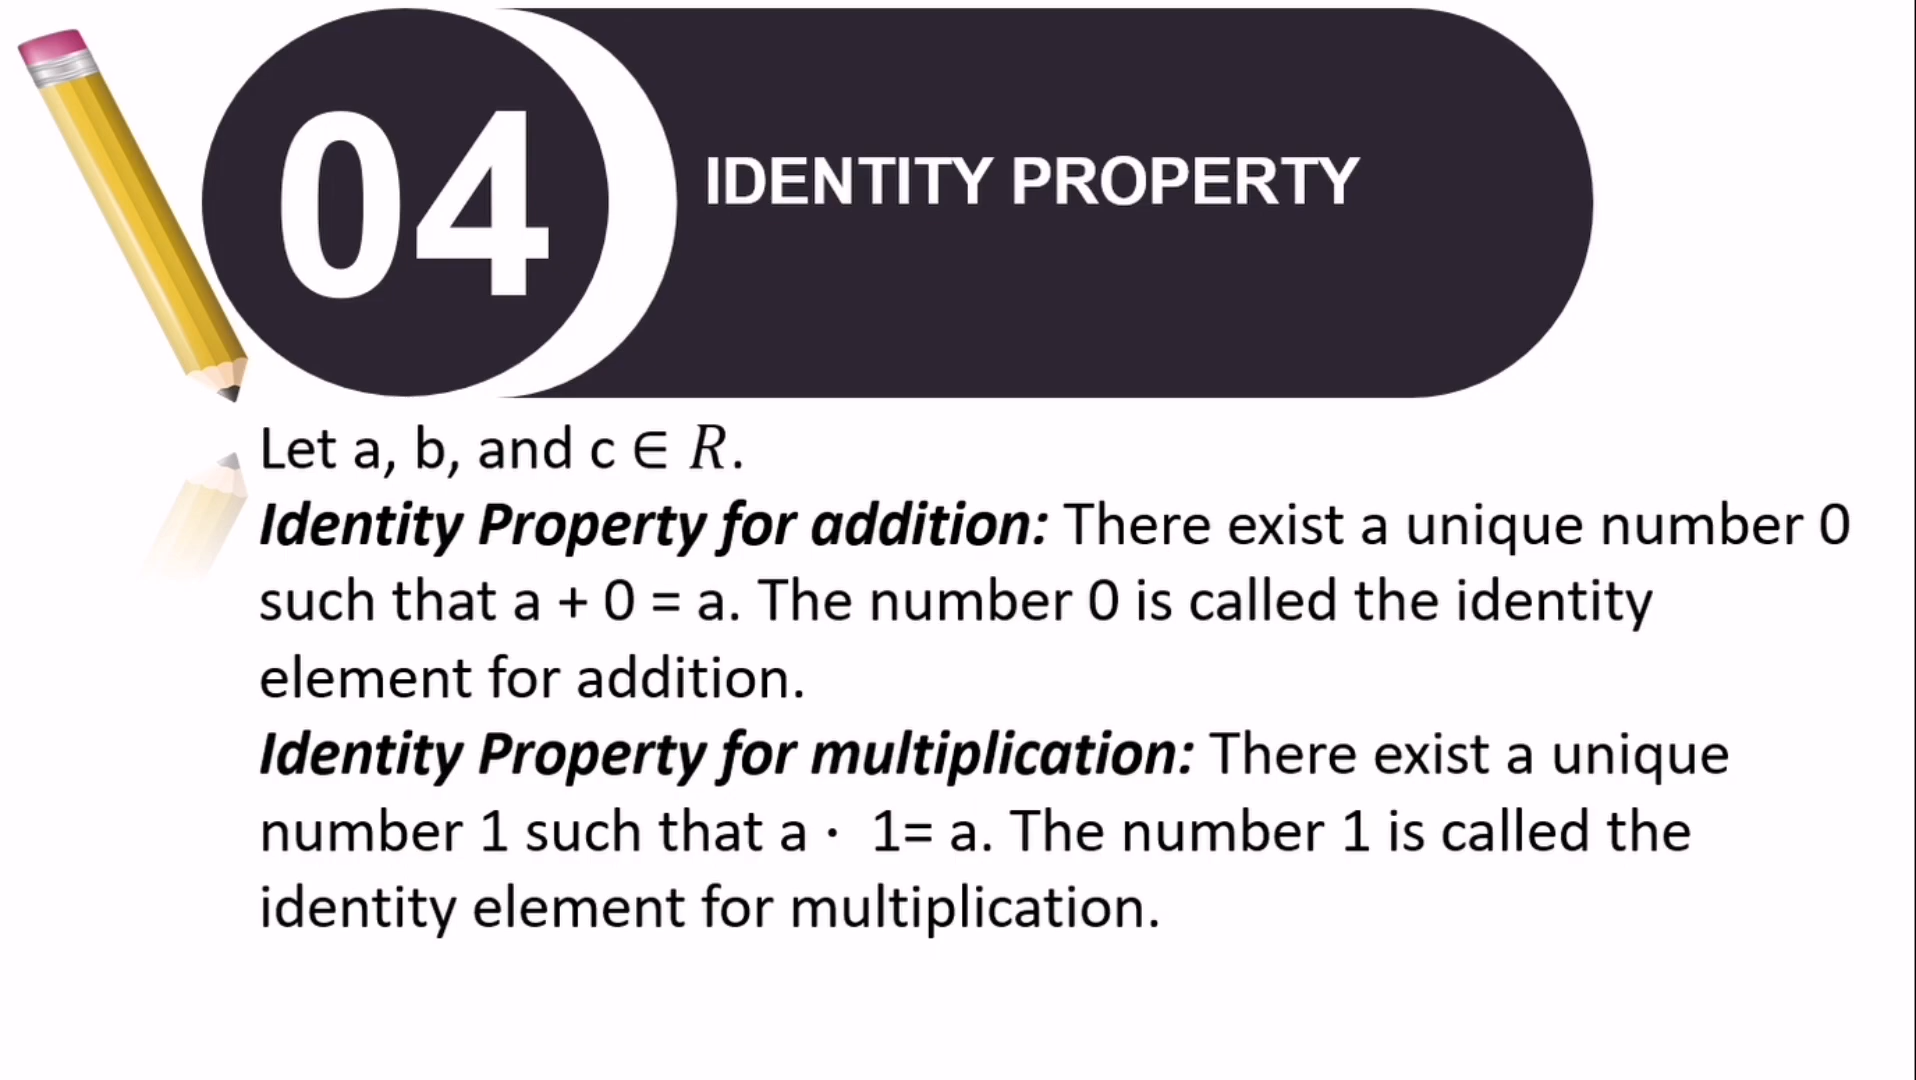 04
IDENTITY PROPERTY
Let a, b, and c ∈ R.
Identity Property for addition: There exist a unique number 0
such that a + 0 = a. The number 0 is called the identity
element for addition.
Identity Property for multiplication: There exist a unique
number 1 such that a · 1= a. The number 1 is called the
identity element for multiplication.